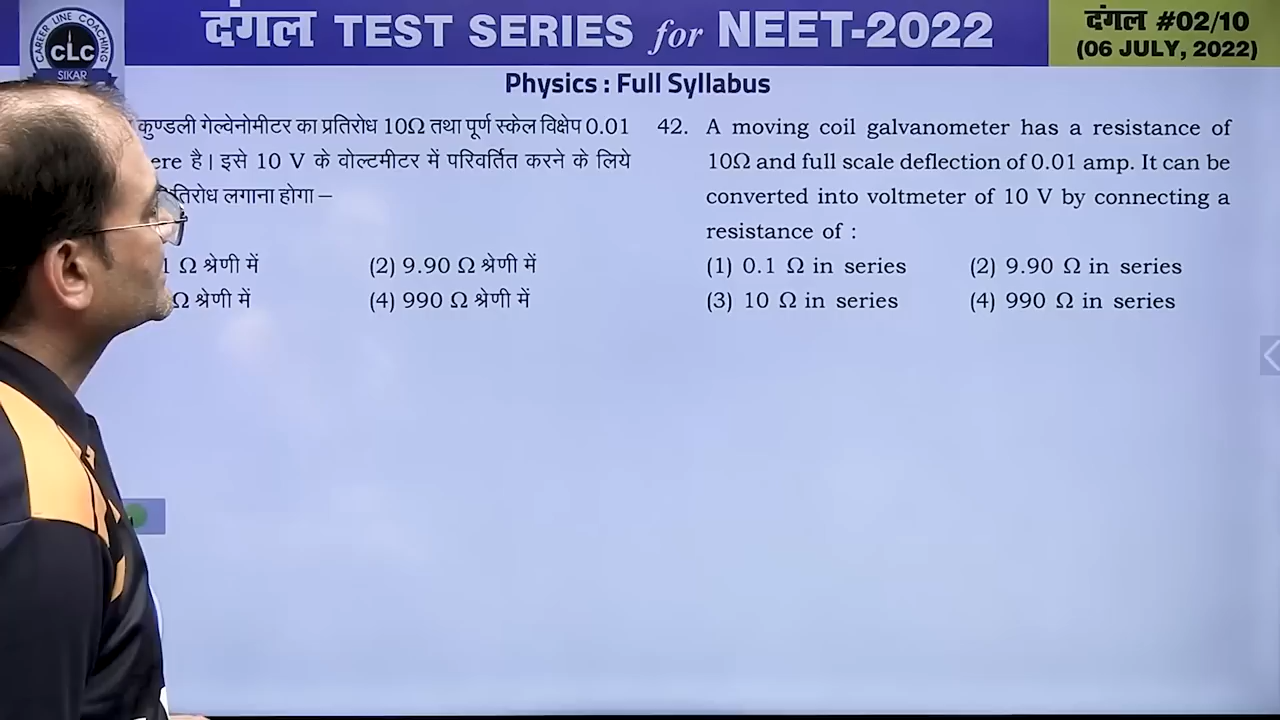 दंगल TEST SERIES for NEET-2022
दंगल #02/10
(06 JULY, 2022)
CAREER LINE COACHING
CLC
SIKAR
Physics : Full Syllabus
कुण्डली गेल्वेनोमीटर का प्रतिरोध 10Ω तथा पूर्ण स्केल विक्षेप 0.01
है। इसे 10 V के वोल्टमीटर में परिवर्तित करने के लिये
लगाना होगा –
Ω श्रेणी में
(2) 9.90 Ω श्रेणी में
Ω श्रेणी में
(4) 990 Ω श्रेणी में
42. A moving coil galvanometer has a resistance of
10Ω and full scale deflection of 0.01 amp. It can be
converted into voltmeter of 10 V by connecting a
resistance of :
(1) 0.1 Ω in series
(2) 9.90 Ω in series
(3) 10 Ω in series
(4) 990 Ω in series